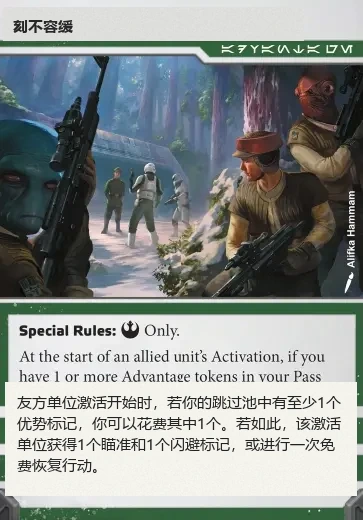 刻不容缓
Alifka Hammam
Special Rules: Only.
At the start of an allied unit's Activation, if you
have 1 or more Advantage tokens in your Pass
友方单位激活开始时，若你的跳过池中有至少1个
优势标记，你可以花费其中1个。若如此，该激活
单位获得1个瞄准和1个闪避标记，或进行一次免
费恢复行动。